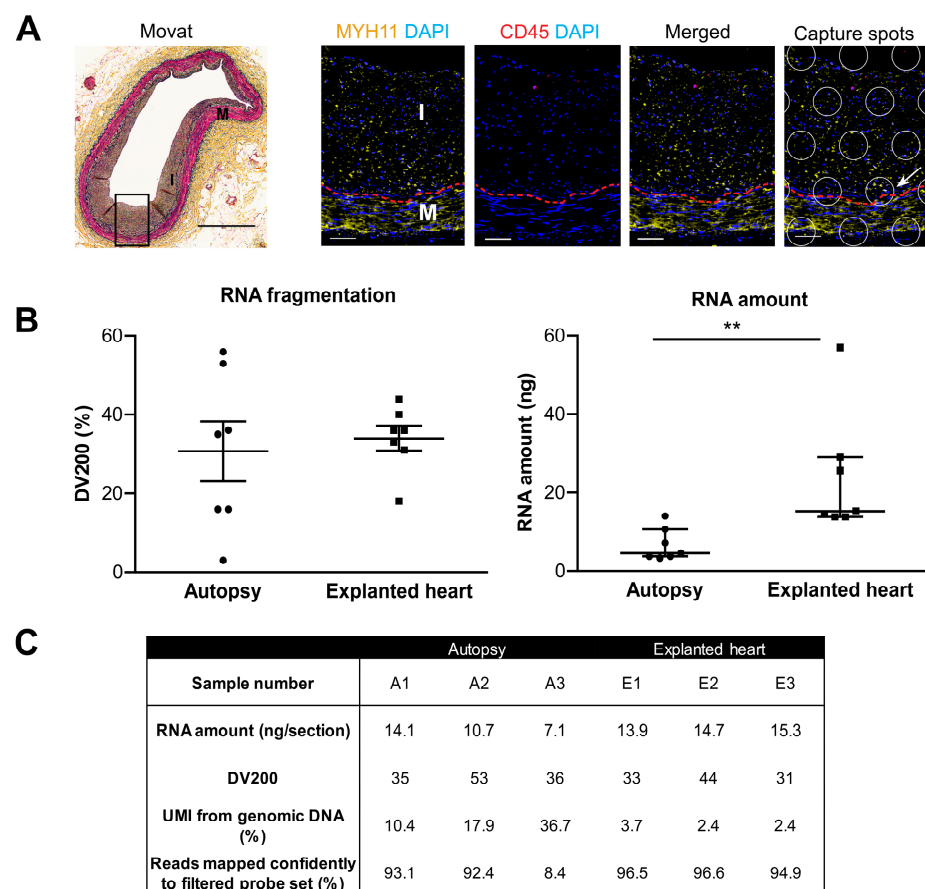 A
Movat
MYH11 DAPI
CD45 DAPI
Merged
Capture spots
M
I
I
M
B
RNA fragmentation
DV200 (%)
60
40
20
0
Autopsy
Explanted heart
RNA amount
**
RNA amount (ng)
60
40
20
0
Autopsy
Explanted heart
C
Autopsy Explanted heart
Sample number A1 A2 A3 E1 E2 E3
RNA amount (ng/section) 14.1 10.7 7.1 13.9 14.7 15.3
DV200 35 53 36 33 44 31
UMI from genomic DNA
(%) 10.4 17.9 36.7 3.7 2.4 2.4
Reads mapped confidently
to filtered probe set (%) 93.1 92.4 8.4 96.5 96.6 94.9